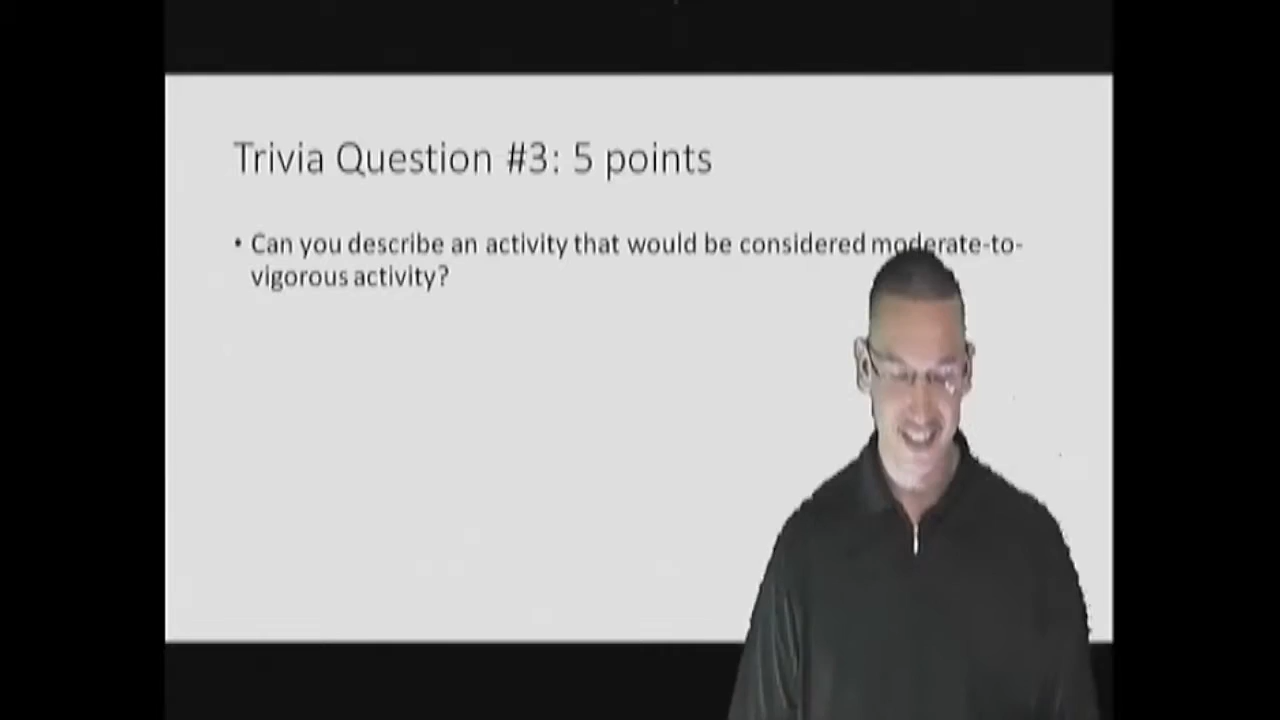 Trivia Question #3: 5 points
• Can you describe an activity that would be considered moderate-to-
vigorous activity?